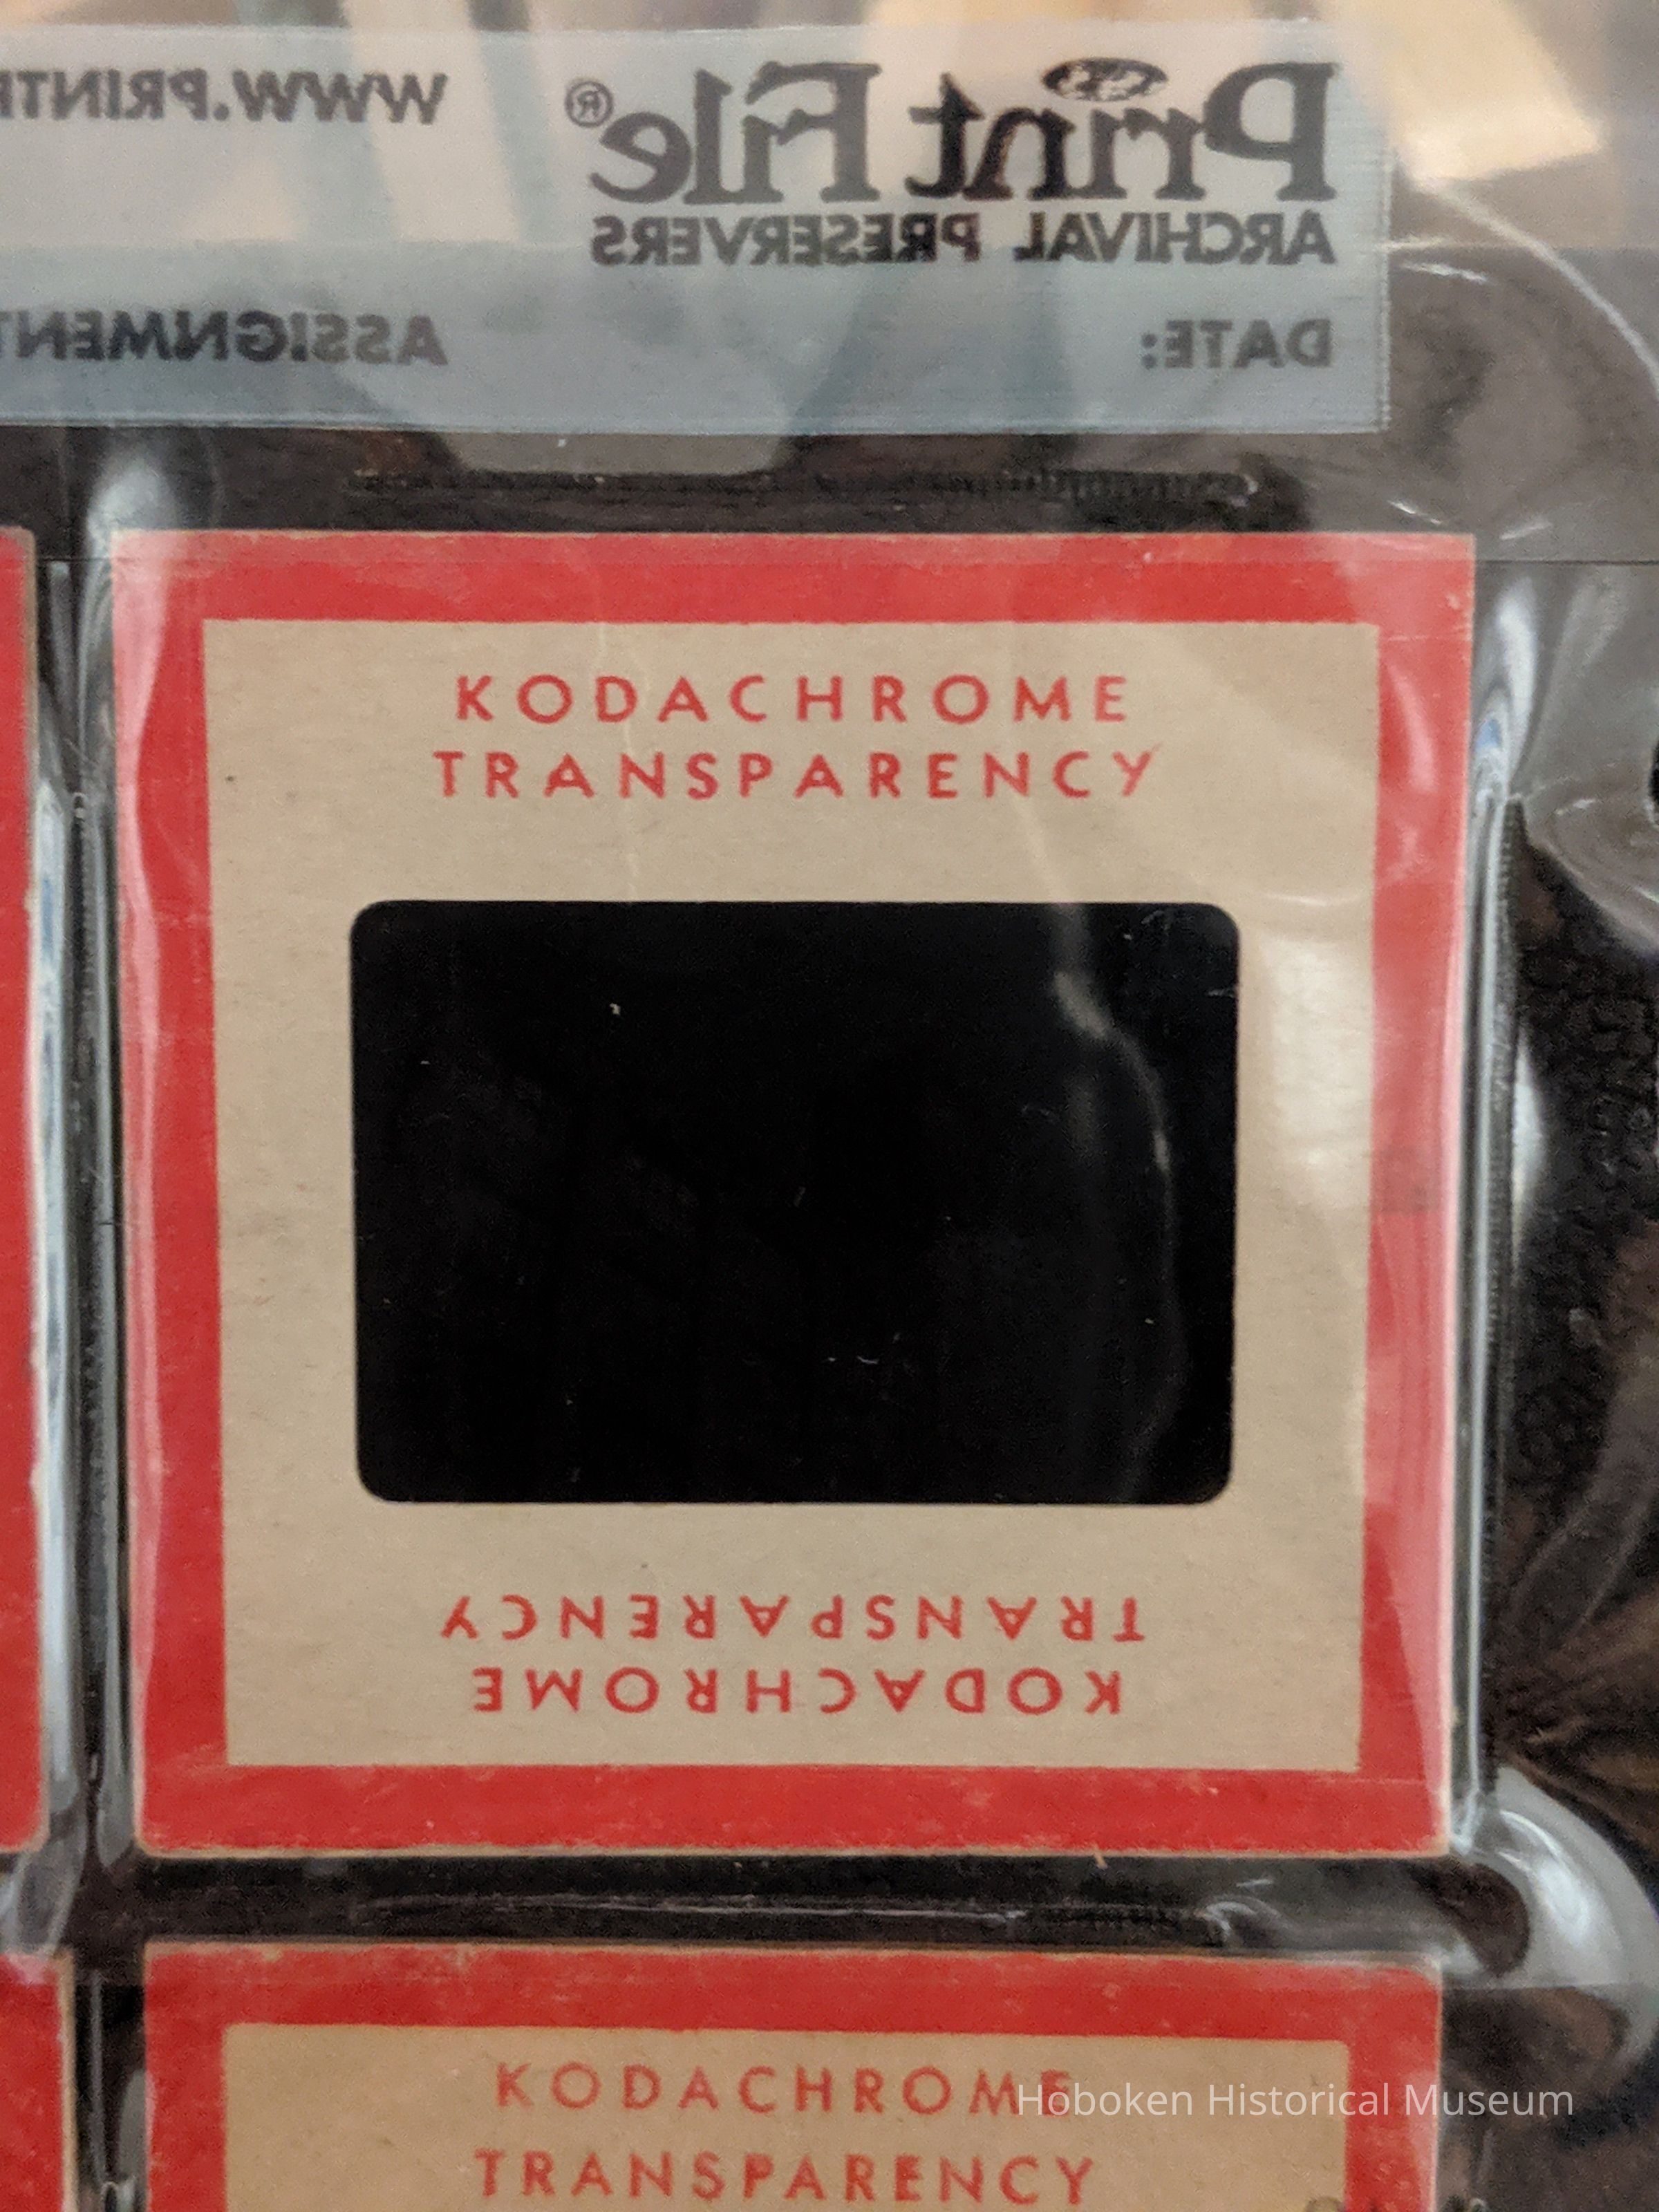 WWW.PRINT
Print File®
ARCHIVAL PRESERVERS
ASSIGNMENT
DATE:
KODACHROME
TRANSPARENCY
KODACHROME
TRANSPARENCY
KODACHROME
TRANSPARENCY
Hoboken Historical Museum